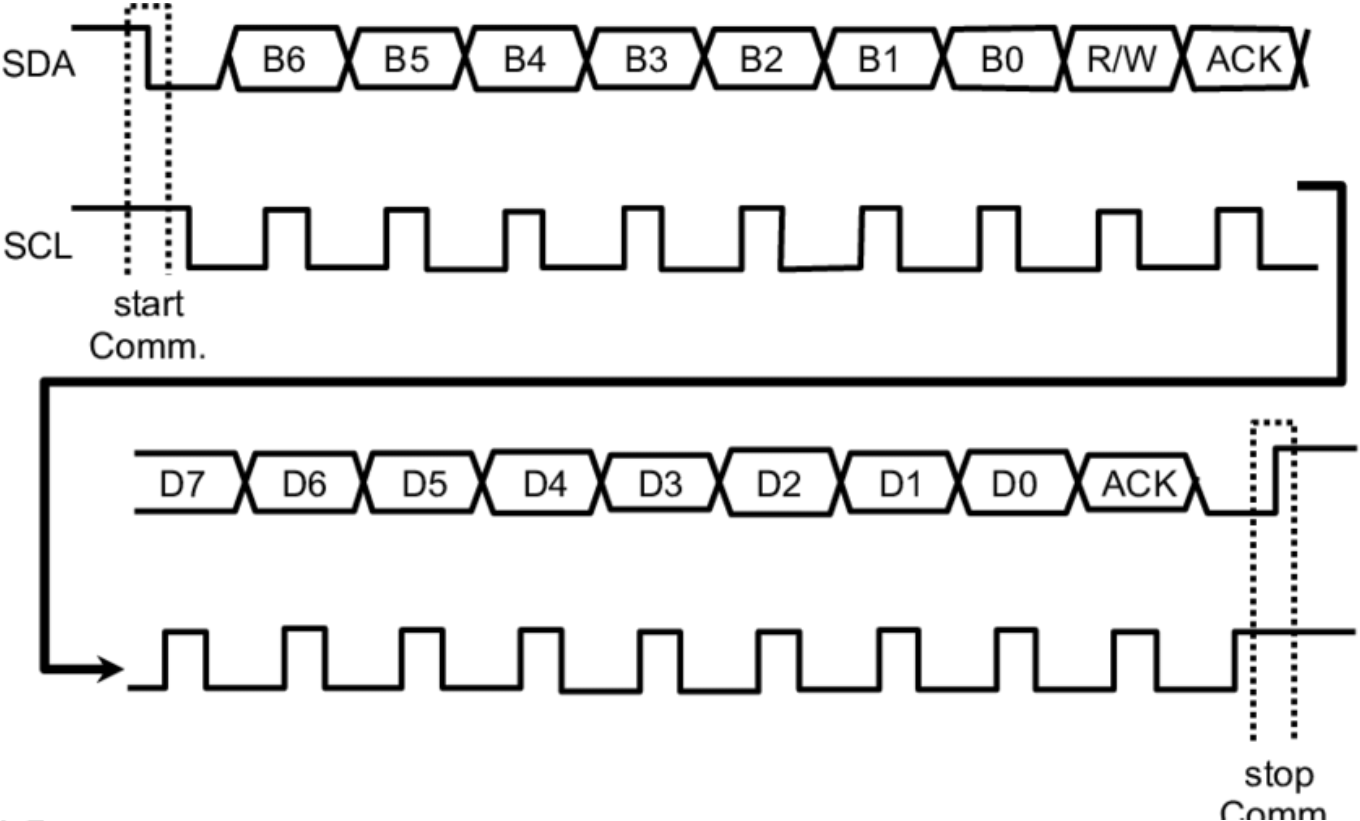 SDA B6 B5 B4 B3 B2 B1 B0 R/W ACK
SCL
start
Comm.
D7 D6 D5 D4 D3 D2 D1 D0 ACK
stop
Comm